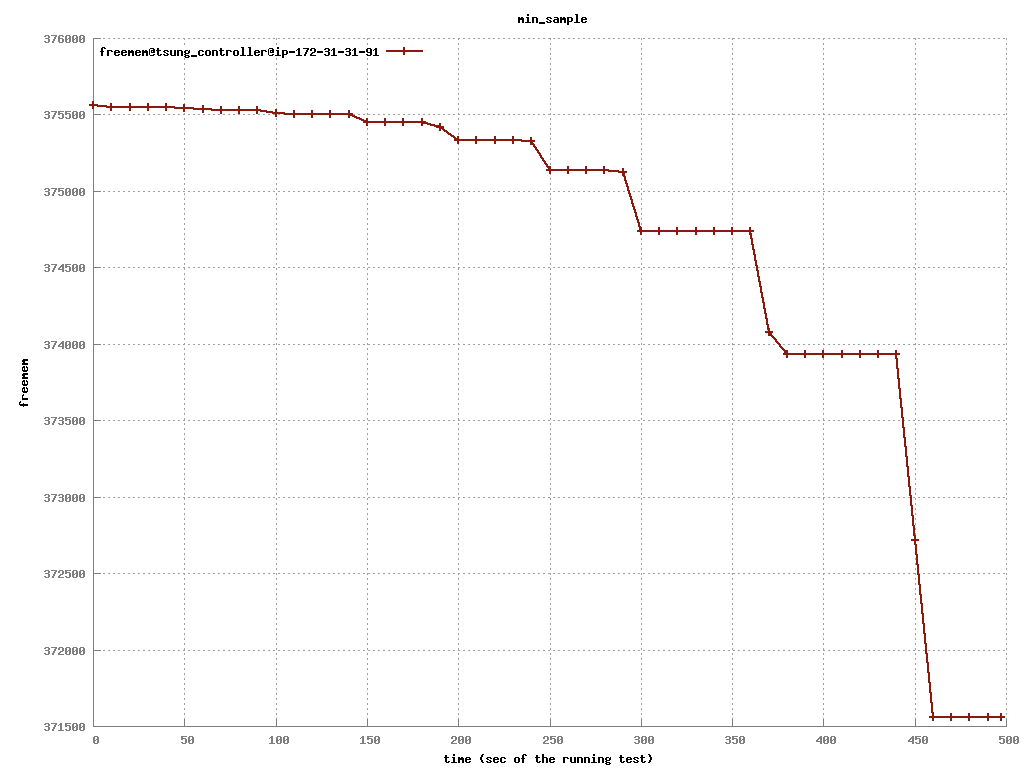 min_sample
freemem@tsung_controller@ip-172-31-31-91
376000
375500
375000
374500
374000
373500
373000
372500
372000
371500
freemem
0 50 100 150 200 250 300 350 400 450 500
time (sec of the running test)